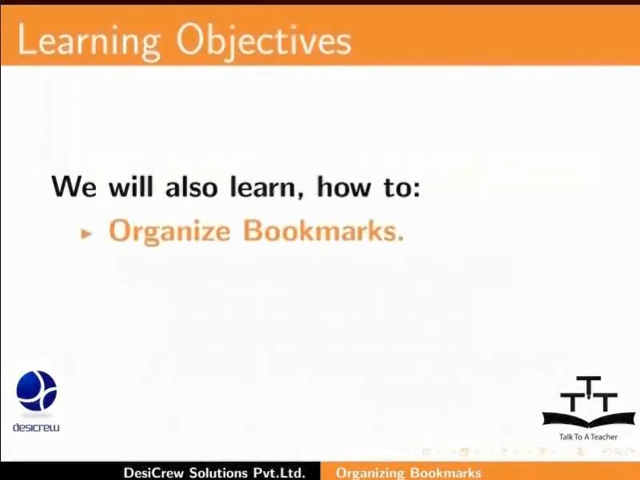 Learning Objectives
We will also learn, how to:
▸ Organize Bookmarks.
desicrew
TTT
Talk To A Teacher
DesiCrew Solutions Pvt.Ltd.
Organizing Bookmarks